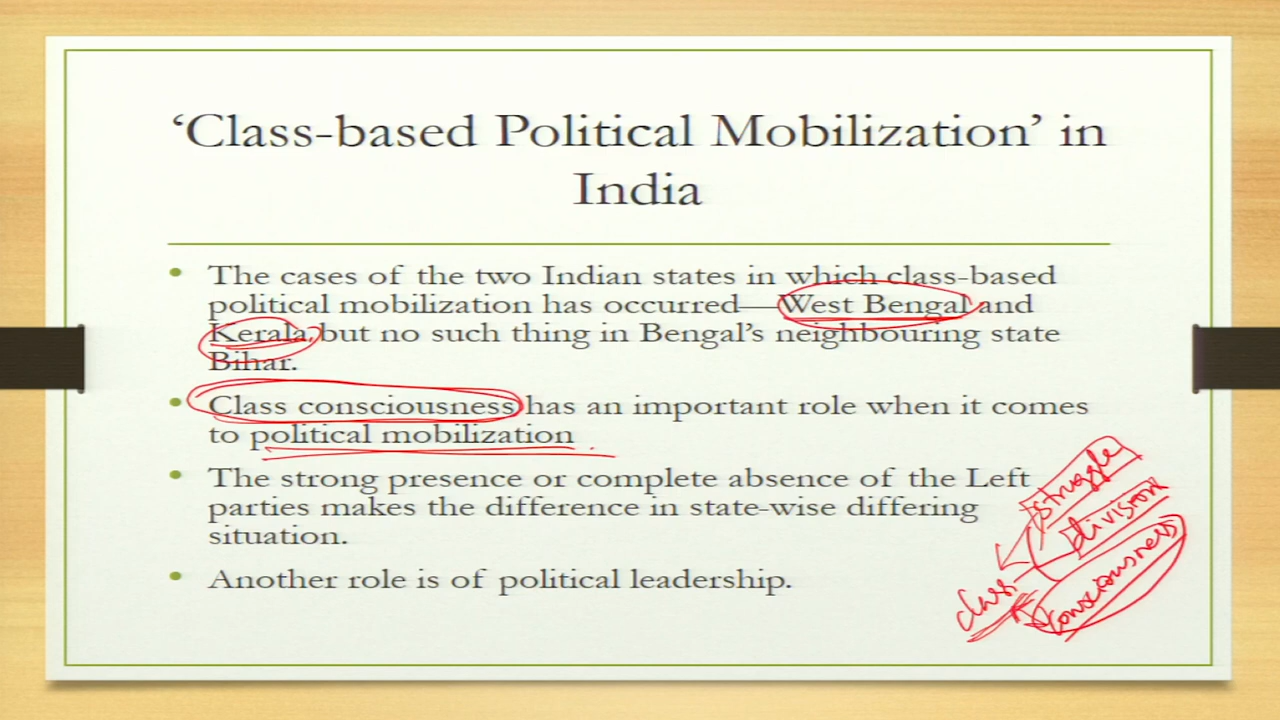 ‘Class-based Political Mobilization’ in
India
• The cases of the two Indian states in which class-based
political mobilization has occurred—West Bengal and
Kerala, but no such thing in Bengal’s neighbouring state
Bihar.
• Class consciousness has an important role when it comes
to political mobilization
• The strong presence or complete absence of the Left
parties makes the difference in state-wise differing
situation.
• Another role is of political leadership.
struggle
division
class
consciousness